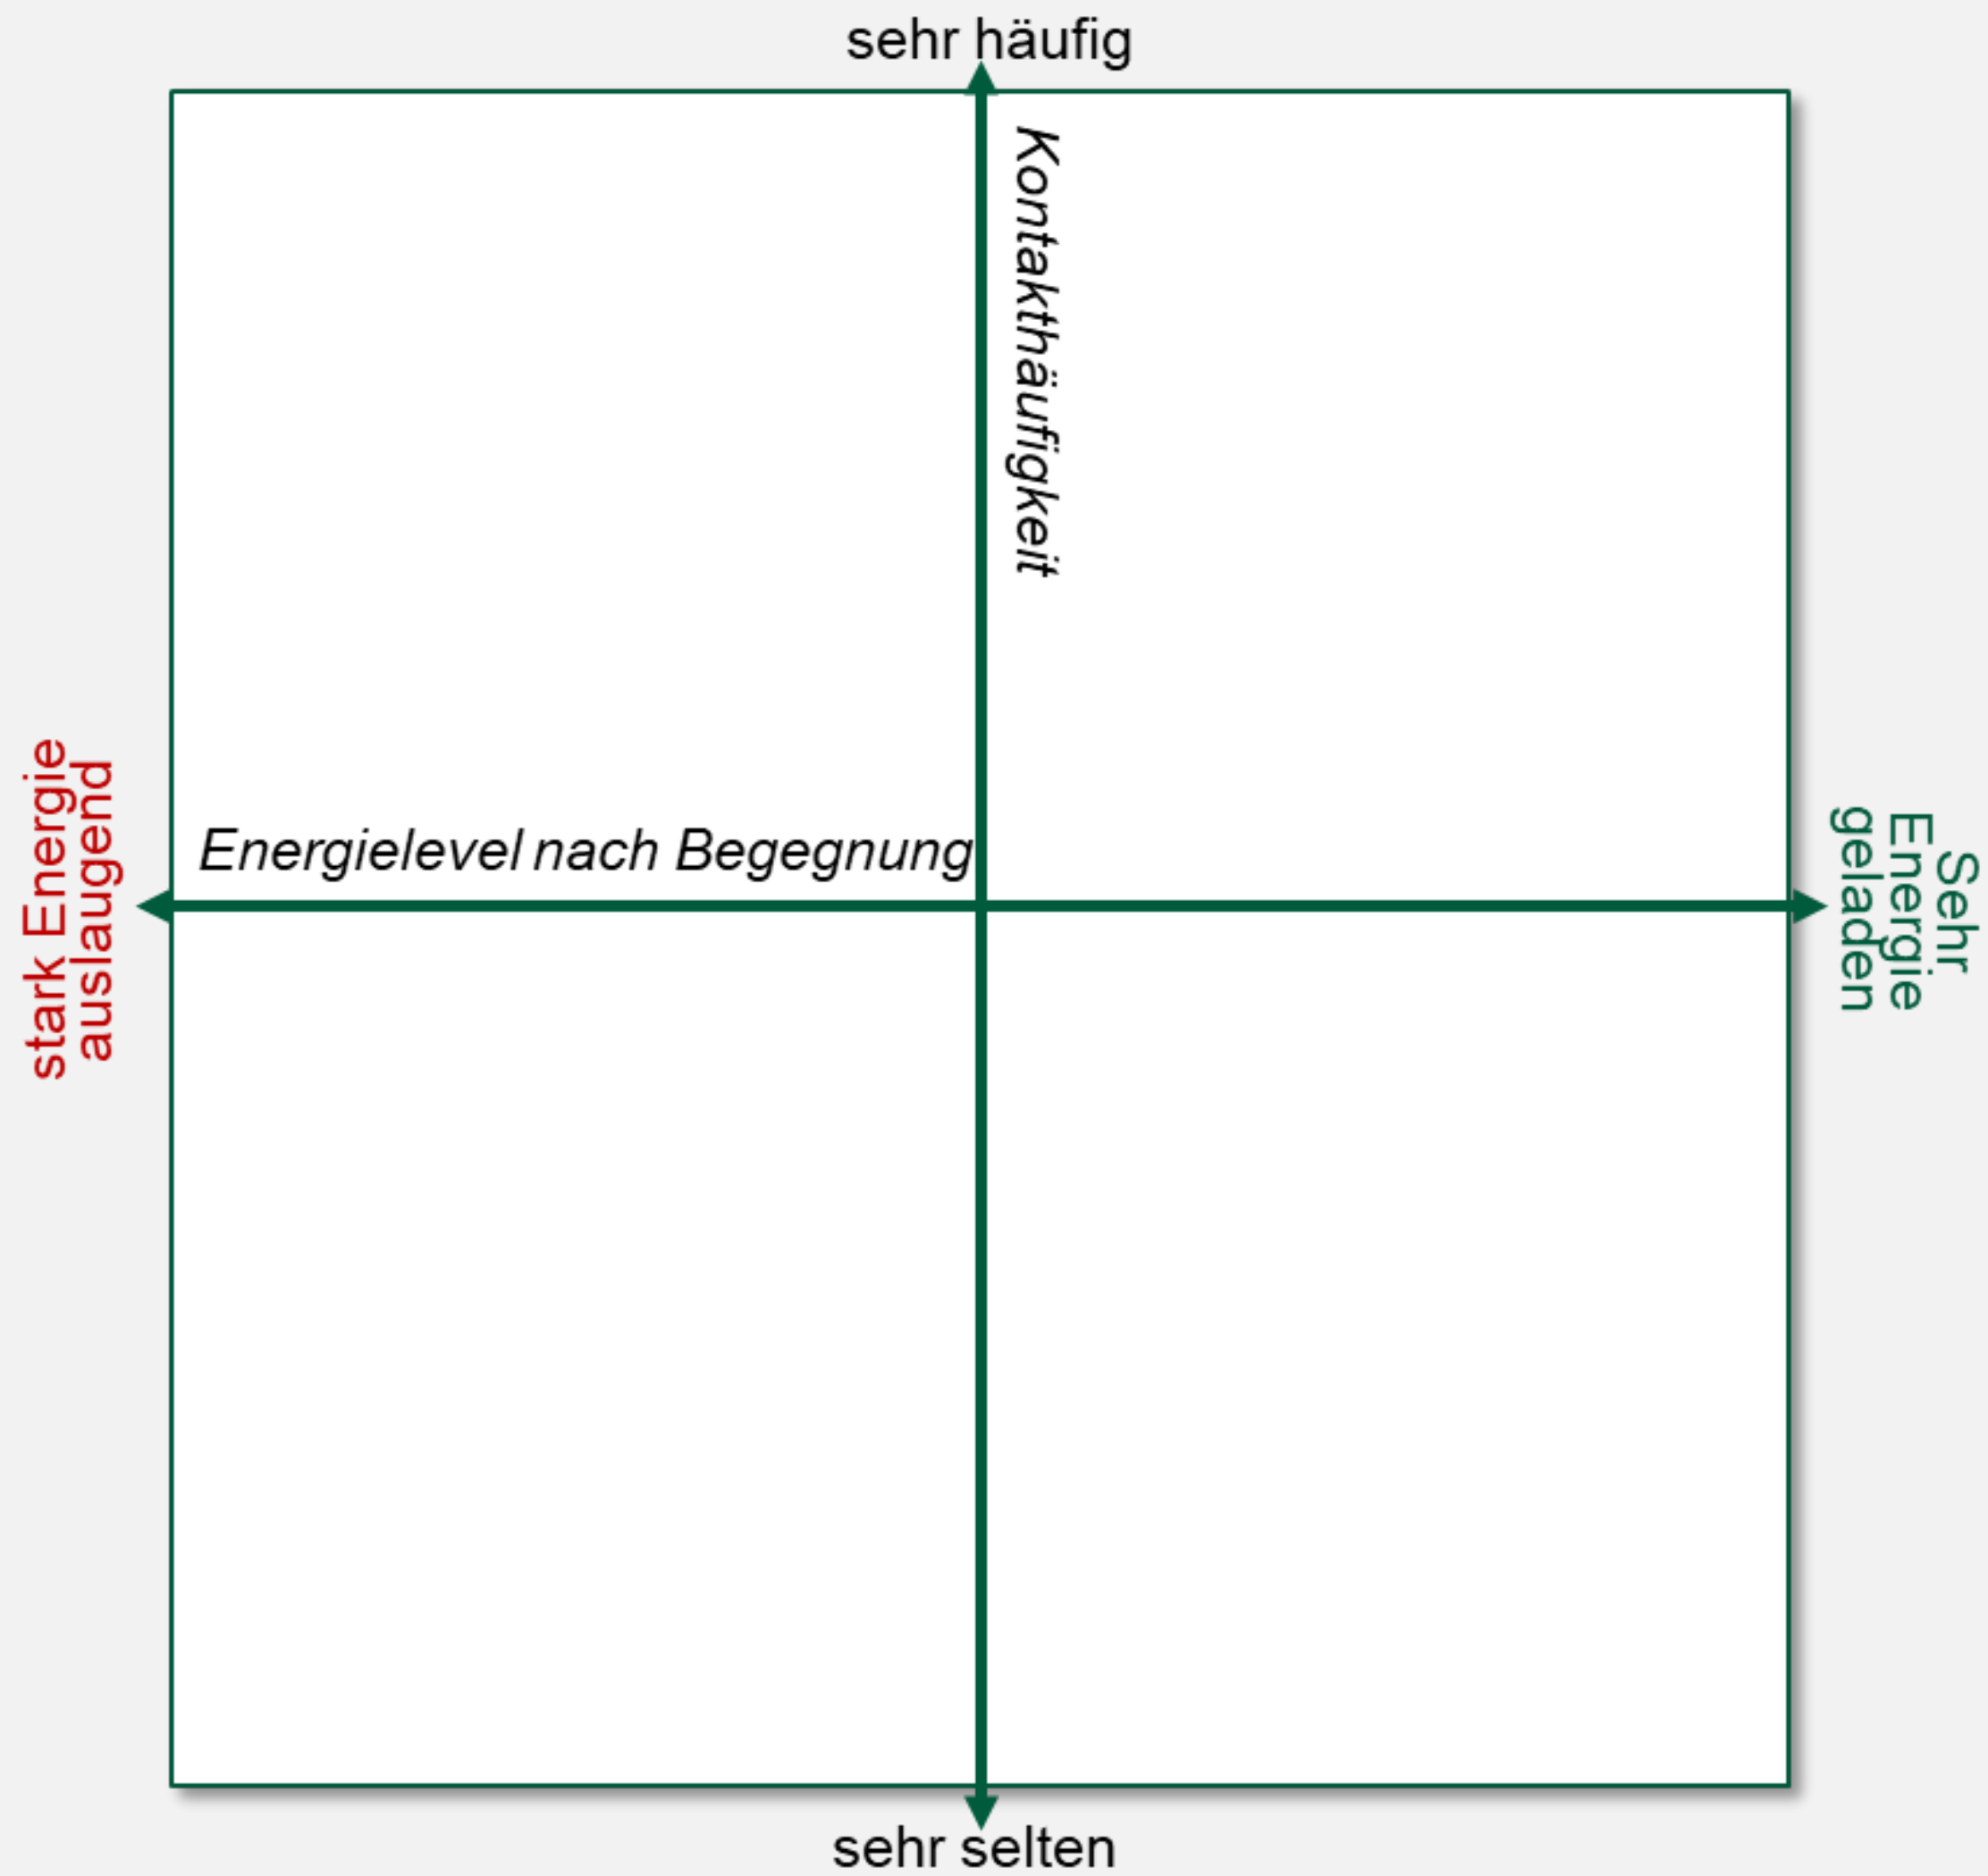 sehr häufig
Kontakthäufigkeit
stark Energie
auslaugend
Energielevel nach Begegnung
Sehr
Energie
geladen
sehr selten